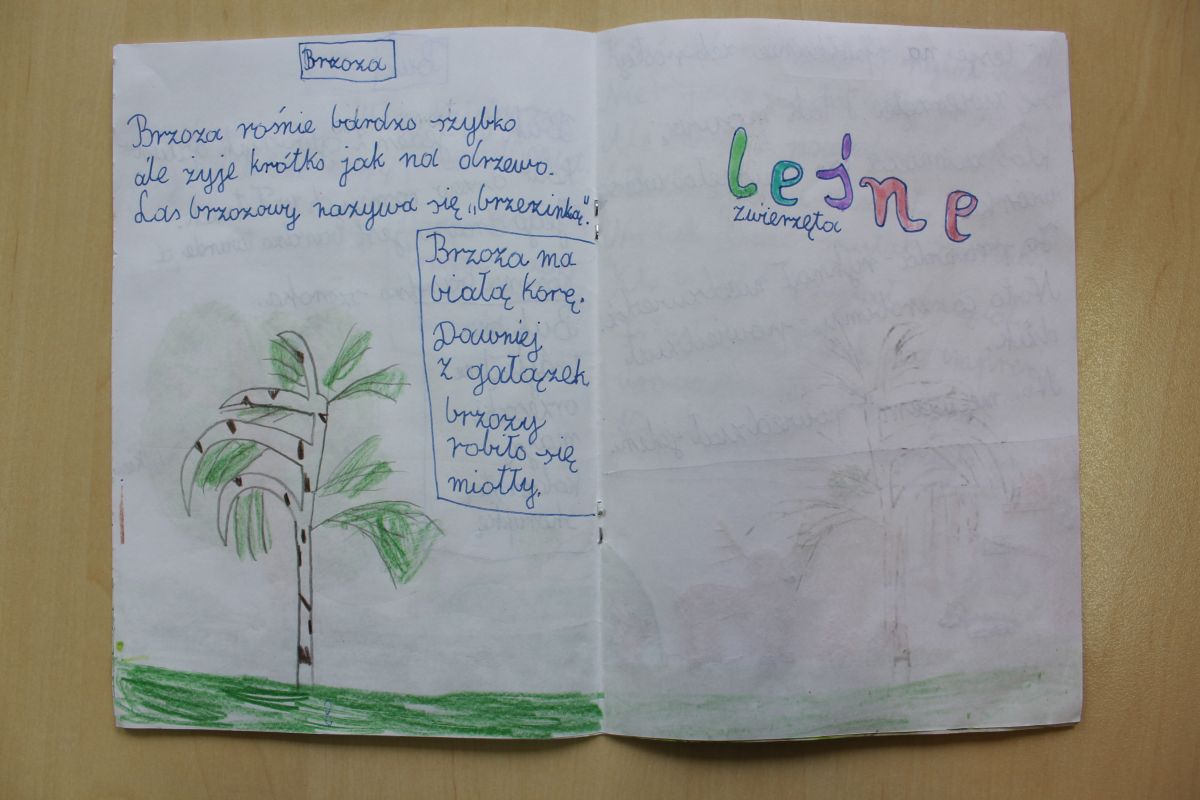 Brzoza
Brzoza rośnie bardzo szybko
ale żyje krótko jak na drzewo.
Las brzozowy nazywa się „brzezinką".
Brzoza ma
białą korę.
Dawniej
z gałązek
brzozy
robiło się
miotły.
leśne
zwierzęta